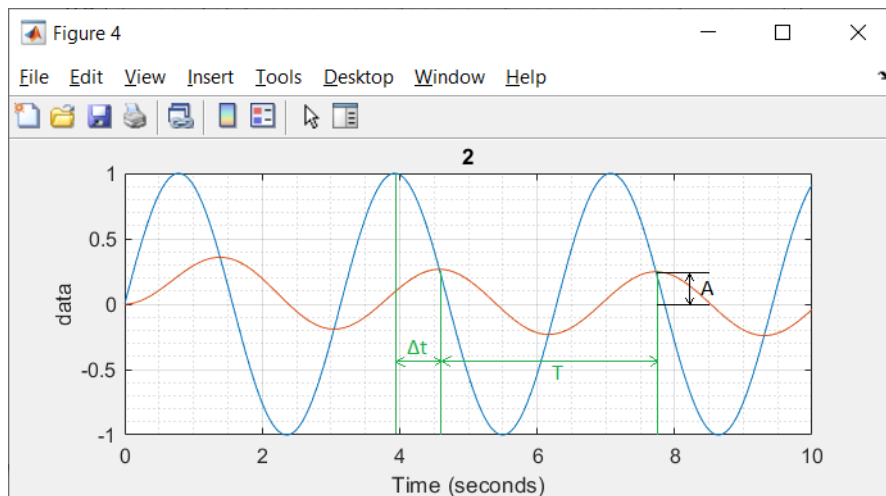 Figure 4
File Edit View Insert Tools Desktop Window Help
2
1
0.5
0
-0.5
-1
data
A
Δt
T
0 2 4 6 8 10
Time (seconds)